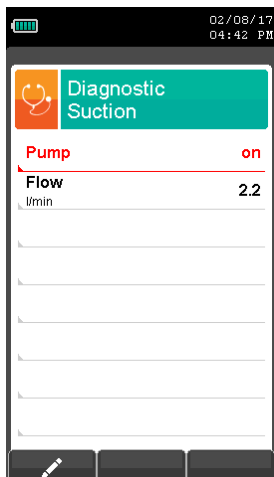 02/08/17
04:42 PM
Diagnostic
Suction
Pump on
Flow 2.2
l/min